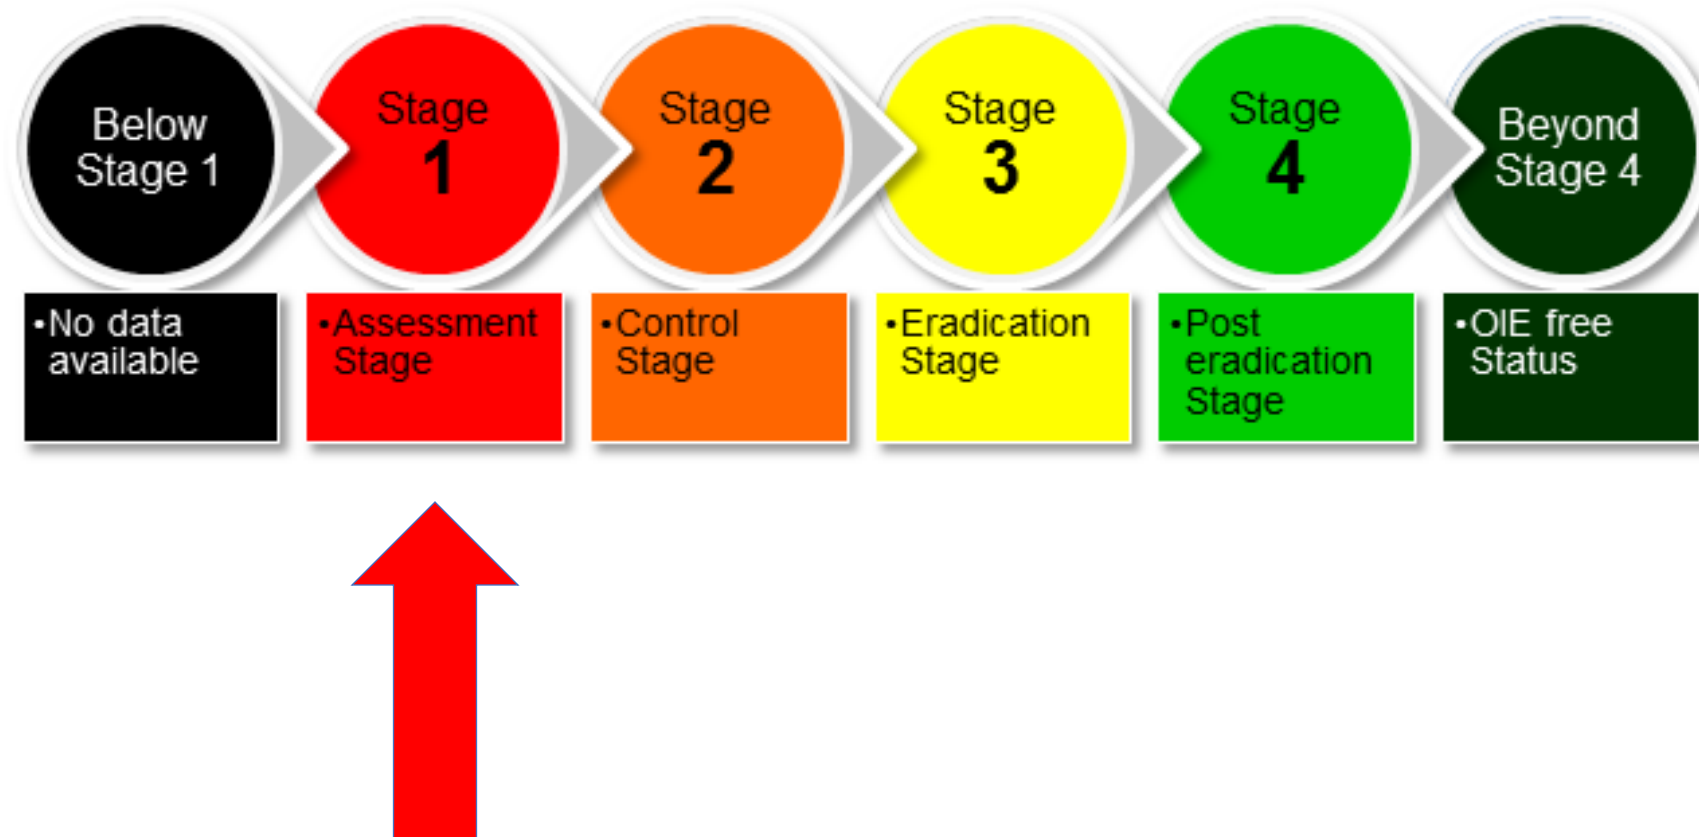 Below
Stage 1
Stage
1
Stage
2
Stage
3
Stage
4
Beyond
Stage 4
•No data
available
•Assessment
Stage
•Control
Stage
•Eradication
Stage
•Post
eradication
Stage
•OIE free
Status